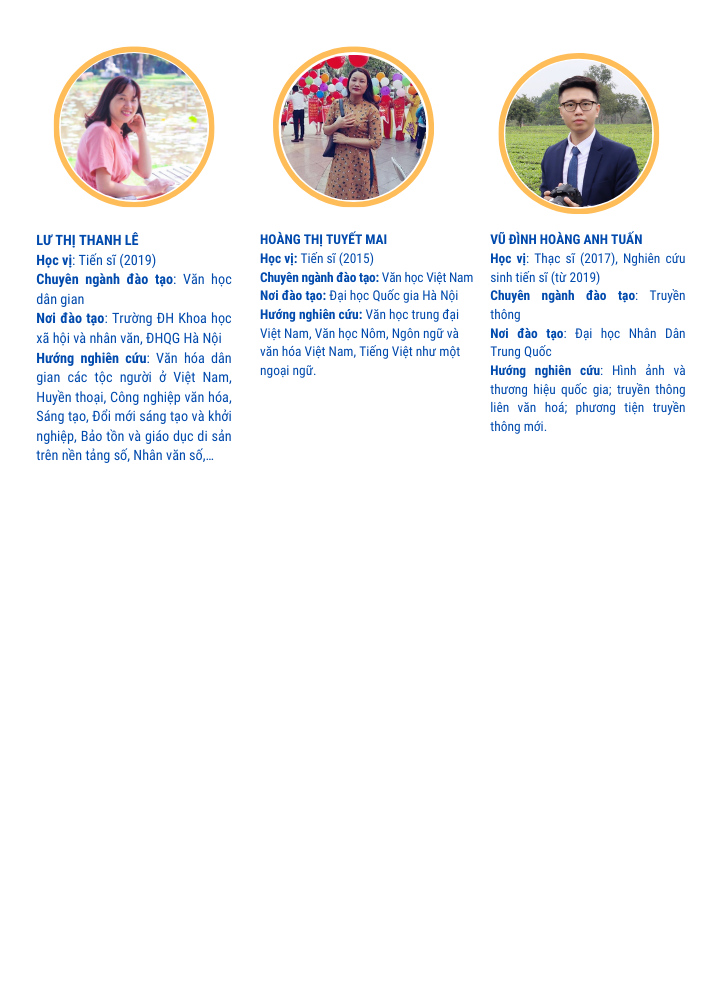 LƯ THỊ THANH LÊ
Học vị: Tiến sĩ (2019)
Chuyên ngành đào tạo: Văn học
dân gian
Nơi đào tạo: Trường ĐH Khoa học
xã hội và nhân văn, ĐHQG Hà Nội
Hướng nghiên cứu: Văn hóa dân
gian các tộc người ở Việt Nam,
Huyền thoại, Công nghiệp văn hóa,
Sáng tạo, Đổi mới sáng tạo và khởi
nghiệp, Bảo tồn và giáo dục di sản
trên nền tảng số, Nhân văn số,...
HOÀNG THỊ TUYẾT MAI
Học vị: Tiến sĩ (2015)
Chuyên ngành đào tạo: Văn học Việt Nam
Nơi đào tạo: Đại học Quốc gia Hà Nội
Hướng nghiên cứu: Văn học trung đại
Việt Nam, Văn học Nôm, Ngôn ngữ và
văn hóa Việt Nam, Tiếng Việt như một
ngoại ngữ.
VŨ ĐÌNH HOÀNG ANH TUẤN
Học vị: Thạc sĩ (2017), Nghiên cứu
sinh tiến sĩ (từ 2019)
Chuyên ngành đào tạo: Truyền
thông
Nơi đào tạo: Đại học Nhân Dân
Trung Quốc
Hướng nghiên cứu: Hình ảnh và
thương hiệu quốc gia; truyền thông
liên văn hoá; phương tiện truyền
thông mới.